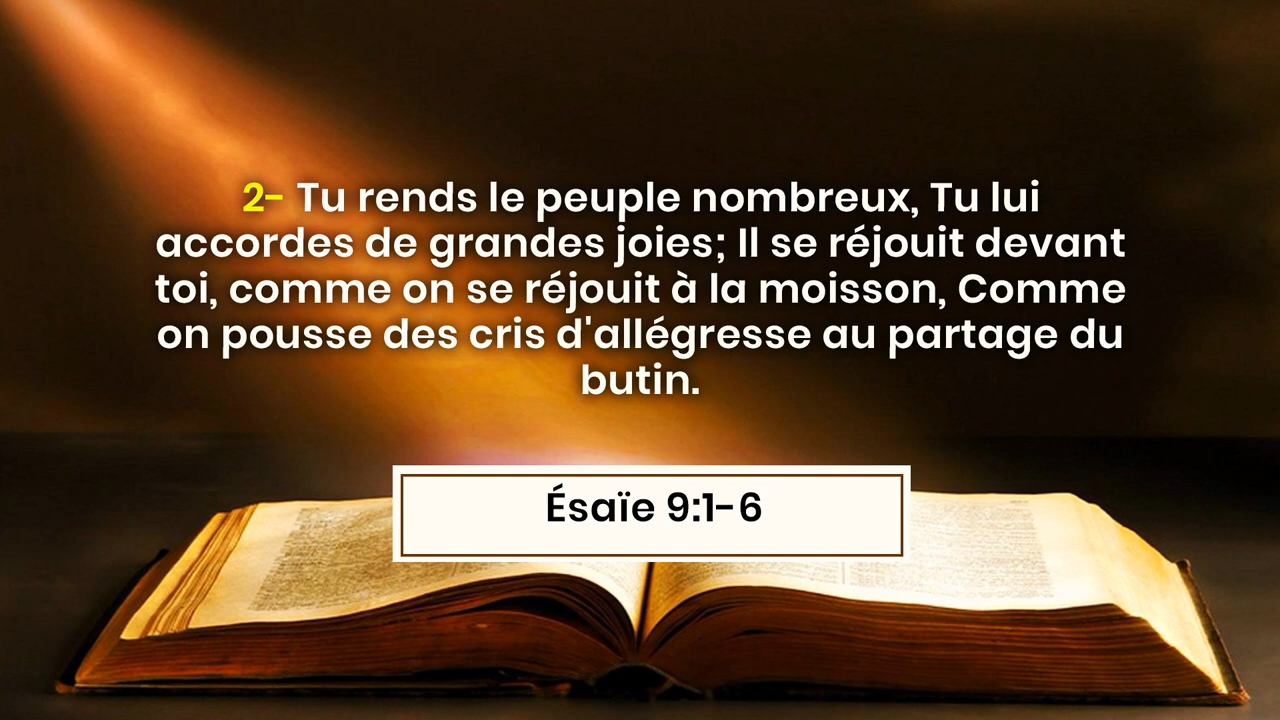 2- Tu rends le peuple nombreux, Tu lui
accordes de grandes joies; Il se réjouit devant
toi, comme on se réjouit à la moisson, Comme
on pousse des cris d'allégresse au partage du
butin.
Ésaïe 9:1-6